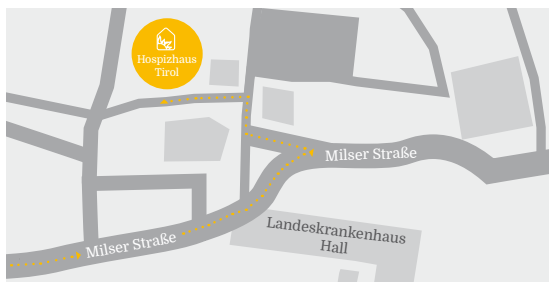 Hospizhaus
Tirol
Milser Straße
Milser Straße
Landeskrankenhaus
Hall